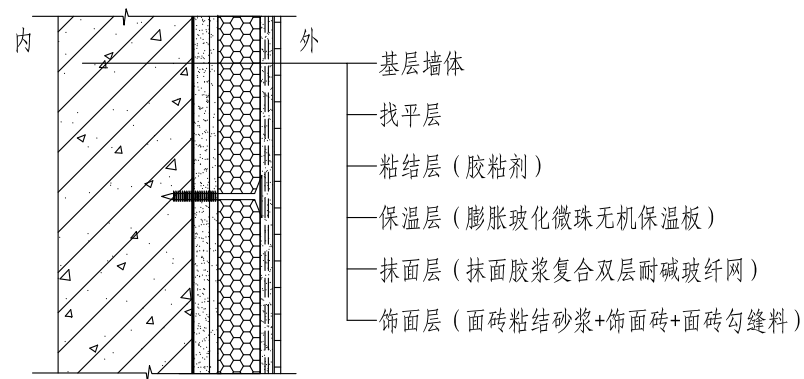 内
外
基层墙体
找平层
粘结层（胶粘剂）
保温层（膨胀玻化微珠无机保温板）
抹面层（抹面胶浆复合双层耐碱玻纤网）
饰面层（面砖粘结砂浆+饰面砖+面砖勾缝料）